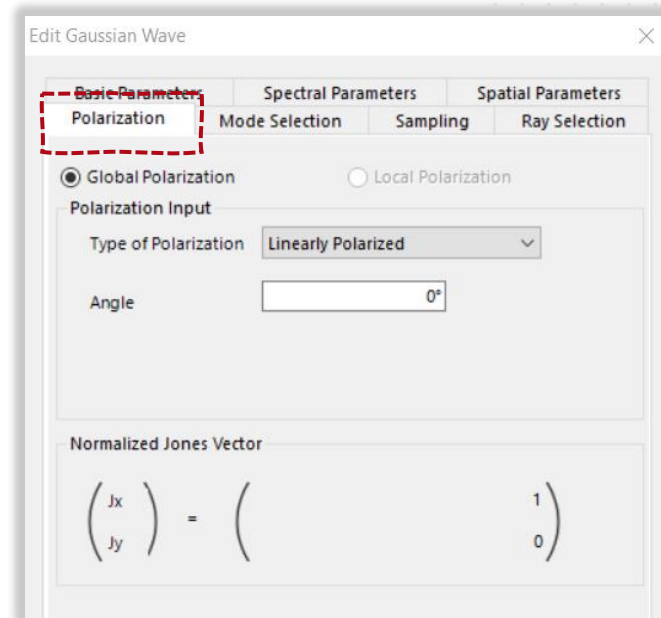 Edit Gaussian Wave
Basic Parameters Spectral Parameters Spatial Parameters
Polarization Mode Selection Sampling Ray Selection
Global Polarization Local Polarization
Polarization Input
Type of Polarization Linearly Polarized
Angle 0°
Normalized Jones Vector
Jx 1
=
Jy 0